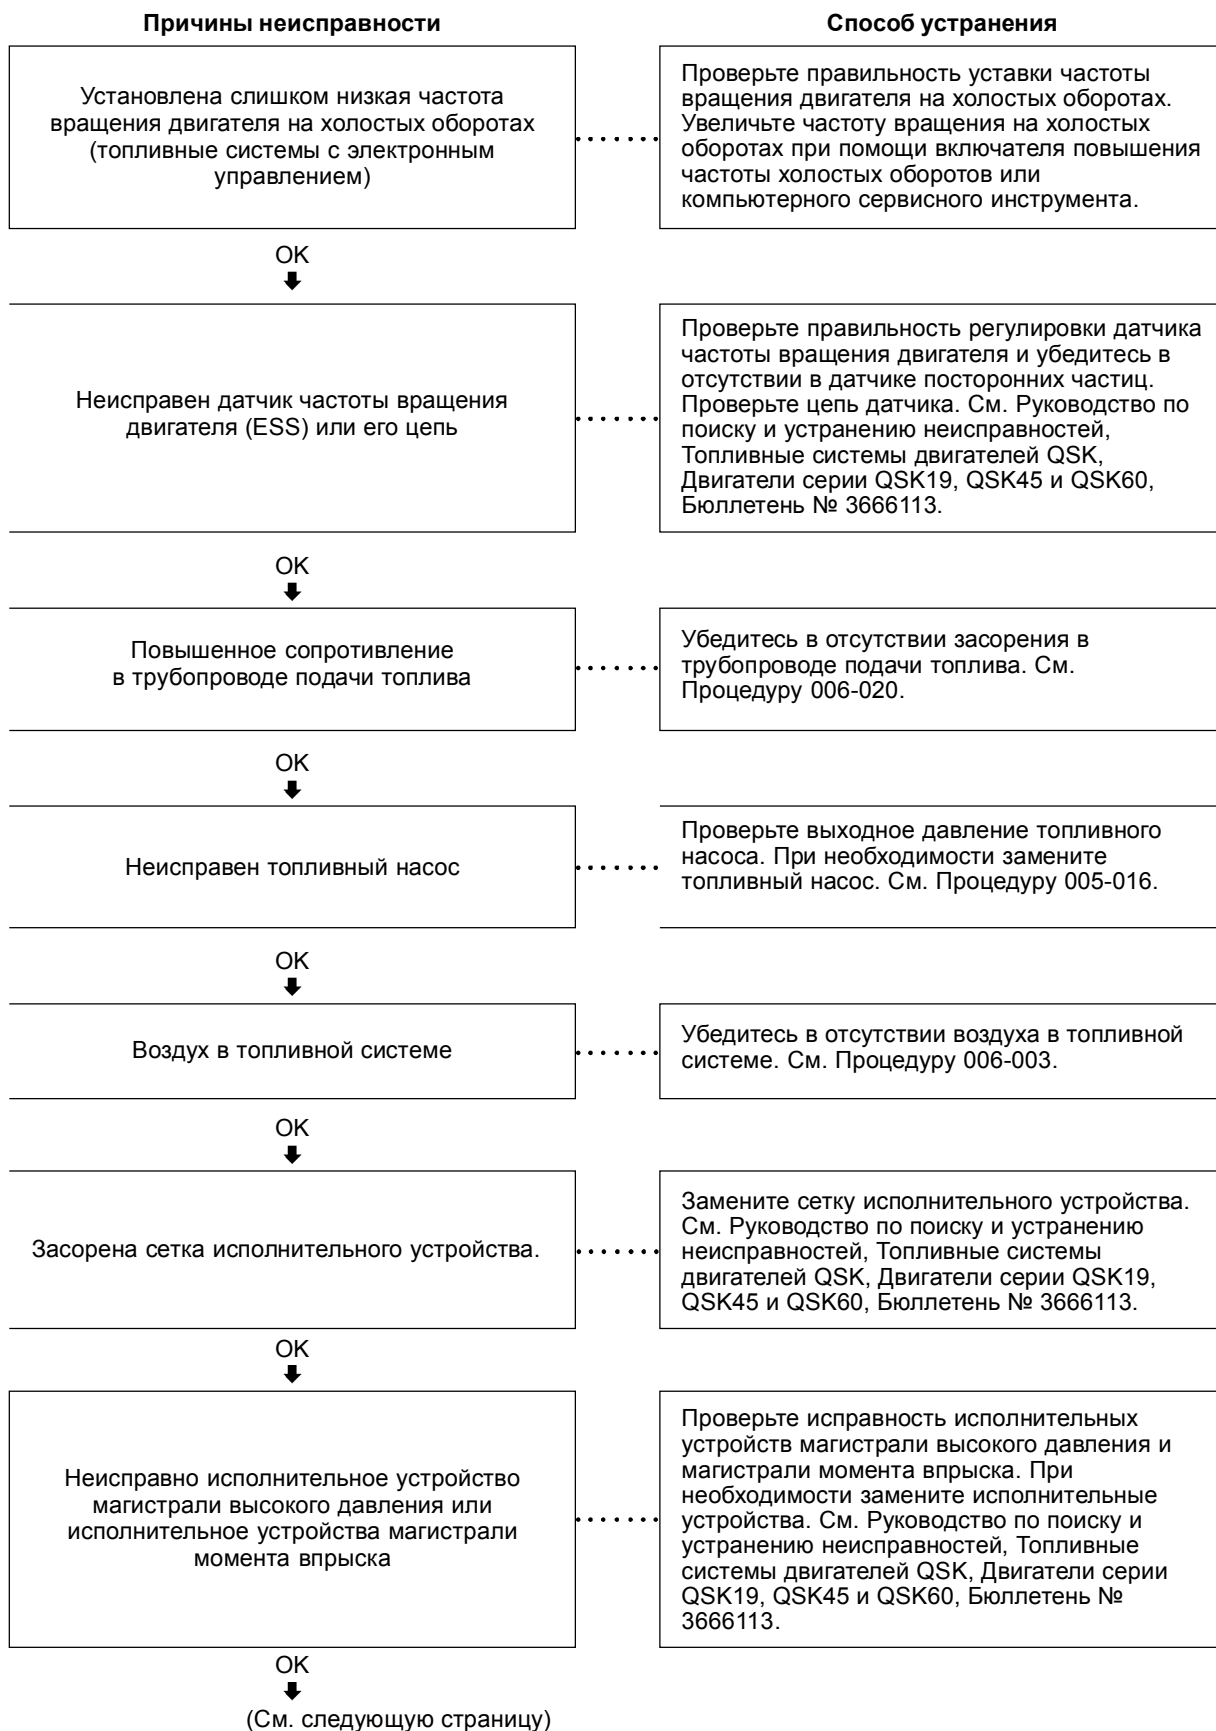 Причины неисправности
Способ устранения
Установлена слишком низкая частота
вращения двигателя на холостых оборотах
(топливные системы с электронным
управлением)
Проверьте правильность уставки частоты
вращения двигателя на холостых оборотах.
Увеличьте частоту вращения на холостых
оборотах при помощи включателя повышения
частоты холостых оборотов или
компьютерного сервисного инструмента.
OK
Неисправен датчик частоты вращения
двигателя (ESS) или его цепь
Проверьте правильность регулировки датчика
частоты вращения двигателя и убедитесь в
отсутствии в датчике посторонних частиц.
Проверьте цепь датчика. См. Руководство по
поиску и устранению неисправностей,
Топливные системы двигателей QSK,
Двигатели серии QSK19, QSK45 и QSK60,
Бюллетень № 3666113.
OK
Повышенное сопротивление
в трубопроводе подачи топлива
Убедитесь в отсутствии засорения в
трубопроводе подачи топлива. См.
Процедуру 006-020.
OK
Неисправен топливный насос
Проверьте выходное давление топливного
насоса. При необходимости замените
топливный насос. См. Процедуру 005-016.
OK
Воздух в топливной системе
Убедитесь в отсутствии воздуха в топливной
системе. См. Процедуру 006-003.
OK
Засорена сетка исполнительного устройства.
Замените сетку исполнительного устройства.
См. Руководство по поиску и устранению
неисправностей, Топливные системы
двигателей QSK, Двигатели серии QSK19,
QSK45 и QSK60, Бюллетень № 3666113.
OK
Неисправно исполнительное устройство
магистрали высокого давления или
исполнительное устройства магистрали
момента впрыска
Проверьте исправность исполнительных
устройств магистрали высокого давления и
магистрали момента впрыска. При
необходимости замените исполнительные
устройства. См. Руководство по поиску и
устранению неисправностей, Топливные
системы двигателей QSK, Двигатели серии
QSK19, QSK45 и QSK60, Бюллетень №
3666113.
OK
(См. следующую страницу)